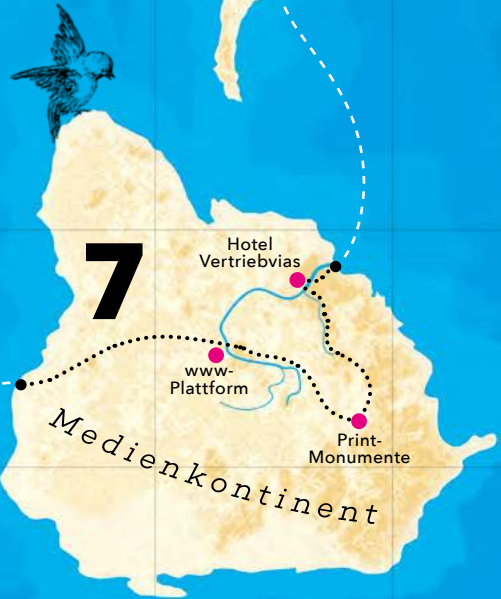 Hotel
Vertriebvias
7
www-
Plattform
Print-
Monumente
Medienkontinent